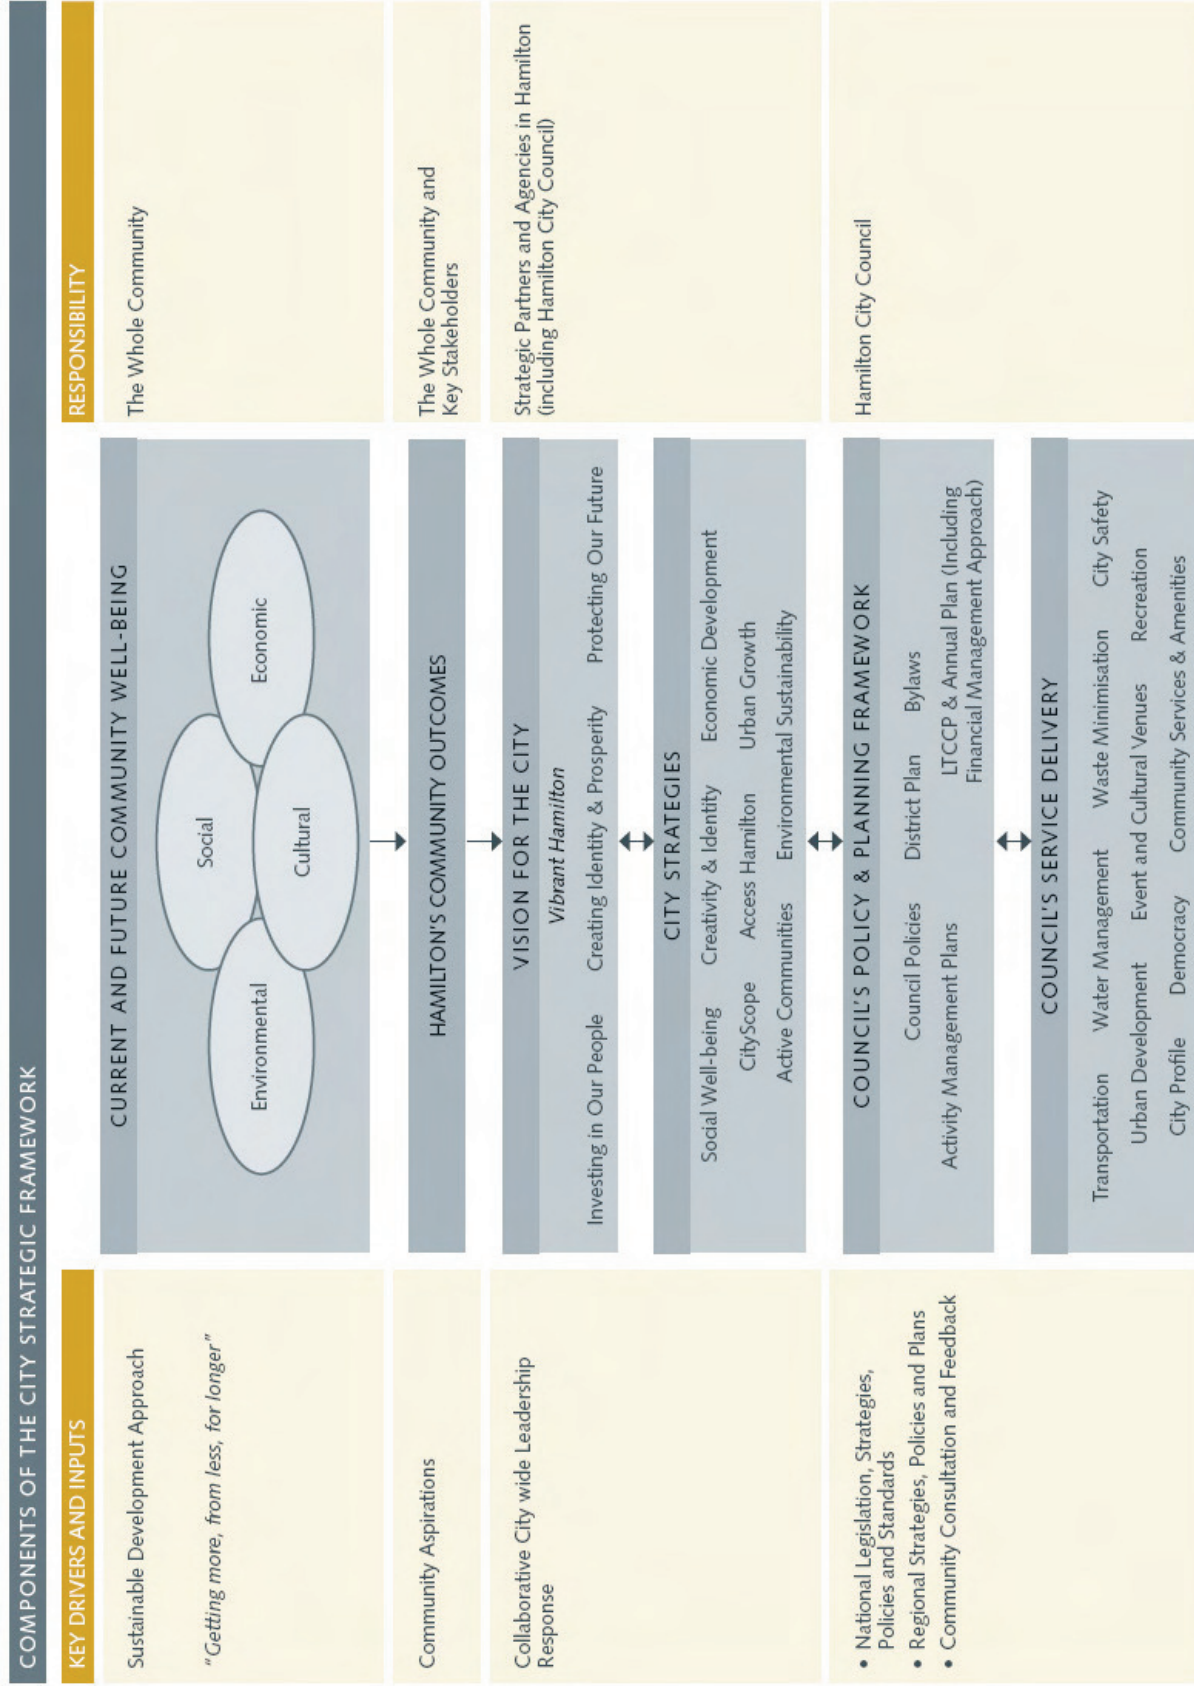 COMPONENTS OF THE CITY STRATEGIC FRAMEWORK
KEY DRIVERS AND INPUTS
RESPONSIBILITY
Sustainable Development Approach
"Getting more, from less, for longer"
CURRENT AND FUTURE COMMUNITY WELL-BEING
Social
Environmental
Economic
Cultural
The Whole Community
Community Aspirations
HAMILTON'S COMMUNITY OUTCOMES
The Whole Community and
Key Stakeholders
Collaborative City wide Leadership
Response
VISION FOR THE CITY
Vibrant Hamilton
Investing in Our People Creating Identity & Prosperity Protecting Our Future
Strategic Partners and Agencies in Hamilton
(including Hamilton City Council)
CITY STRATEGIES
Social Well-being Creativity & Identity Economic Development
CityScope Access Hamilton Urban Growth
Active Communities Environmental Sustainability
• National Legislation, Strategies,
Policies and Standards
• Regional Strategies, Policies and Plans
• Community Consultation and Feedback
COUNCIL'S POLICY & PLANNING FRAMEWORK
Council Policies District Plan Bylaws
Activity Management Plans LTCCP & Annual Plan (Including
Financial Management Approach)
Hamilton City Council
COUNCIL'S SERVICE DELIVERY
Transportation Water Management Waste Minimisation City Safety
Urban Development Event and Cultural Venues Recreation
City Profile Democracy Community Services & Amenities